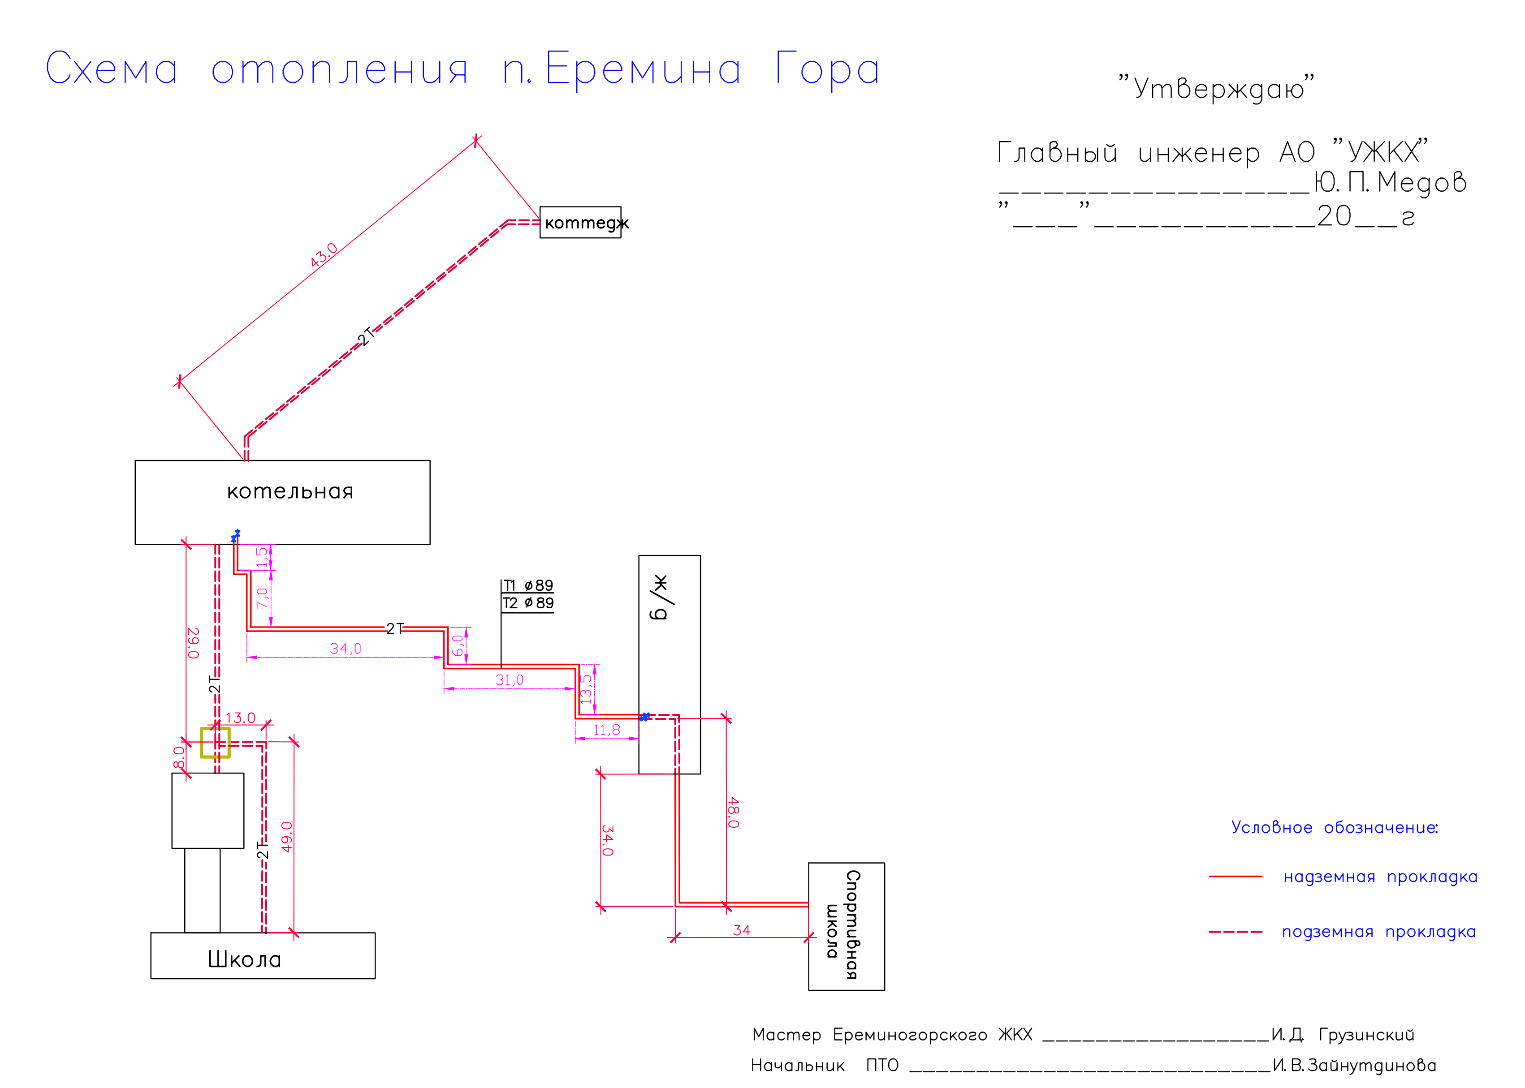 Схема отопления п. Еремина Гора
"Утверждаю"
Главный инженер АО "УЖКХ"
______________Ю.П.Медов
"___"__________20__г
коттедж
43.0
2Т
котельная
1,5
7,0
Т1 ø89
Т2 ø89
ж/д
29.0
2Т
34,0
6,0
31,0
13,5
11,8
2Т
13.0
8.0
48.0
34.0
49.0
2Т
34
Спортивная
школа
Школа
Условное обозначение:
надземная прокладка
подземная прокладка
Мастер Ереминогорского ЖКХ _________________И.Д. Грузинский
Начальник ПТО ___________________________И.В.Зайнутдинова